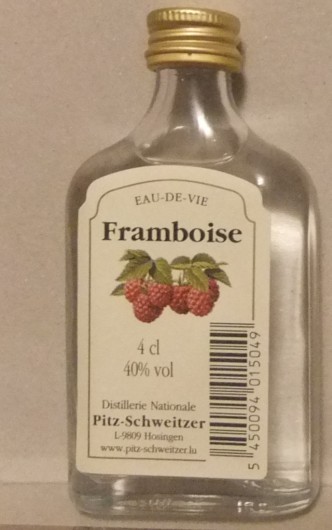 EAU-DE-VIE
Framboise
4 cl
40% vol
Distillerie Nationale
Pitz-Schweitzer
L-9809 Hosingen
www.pitz-schweitzer.lu
5 450094 015049